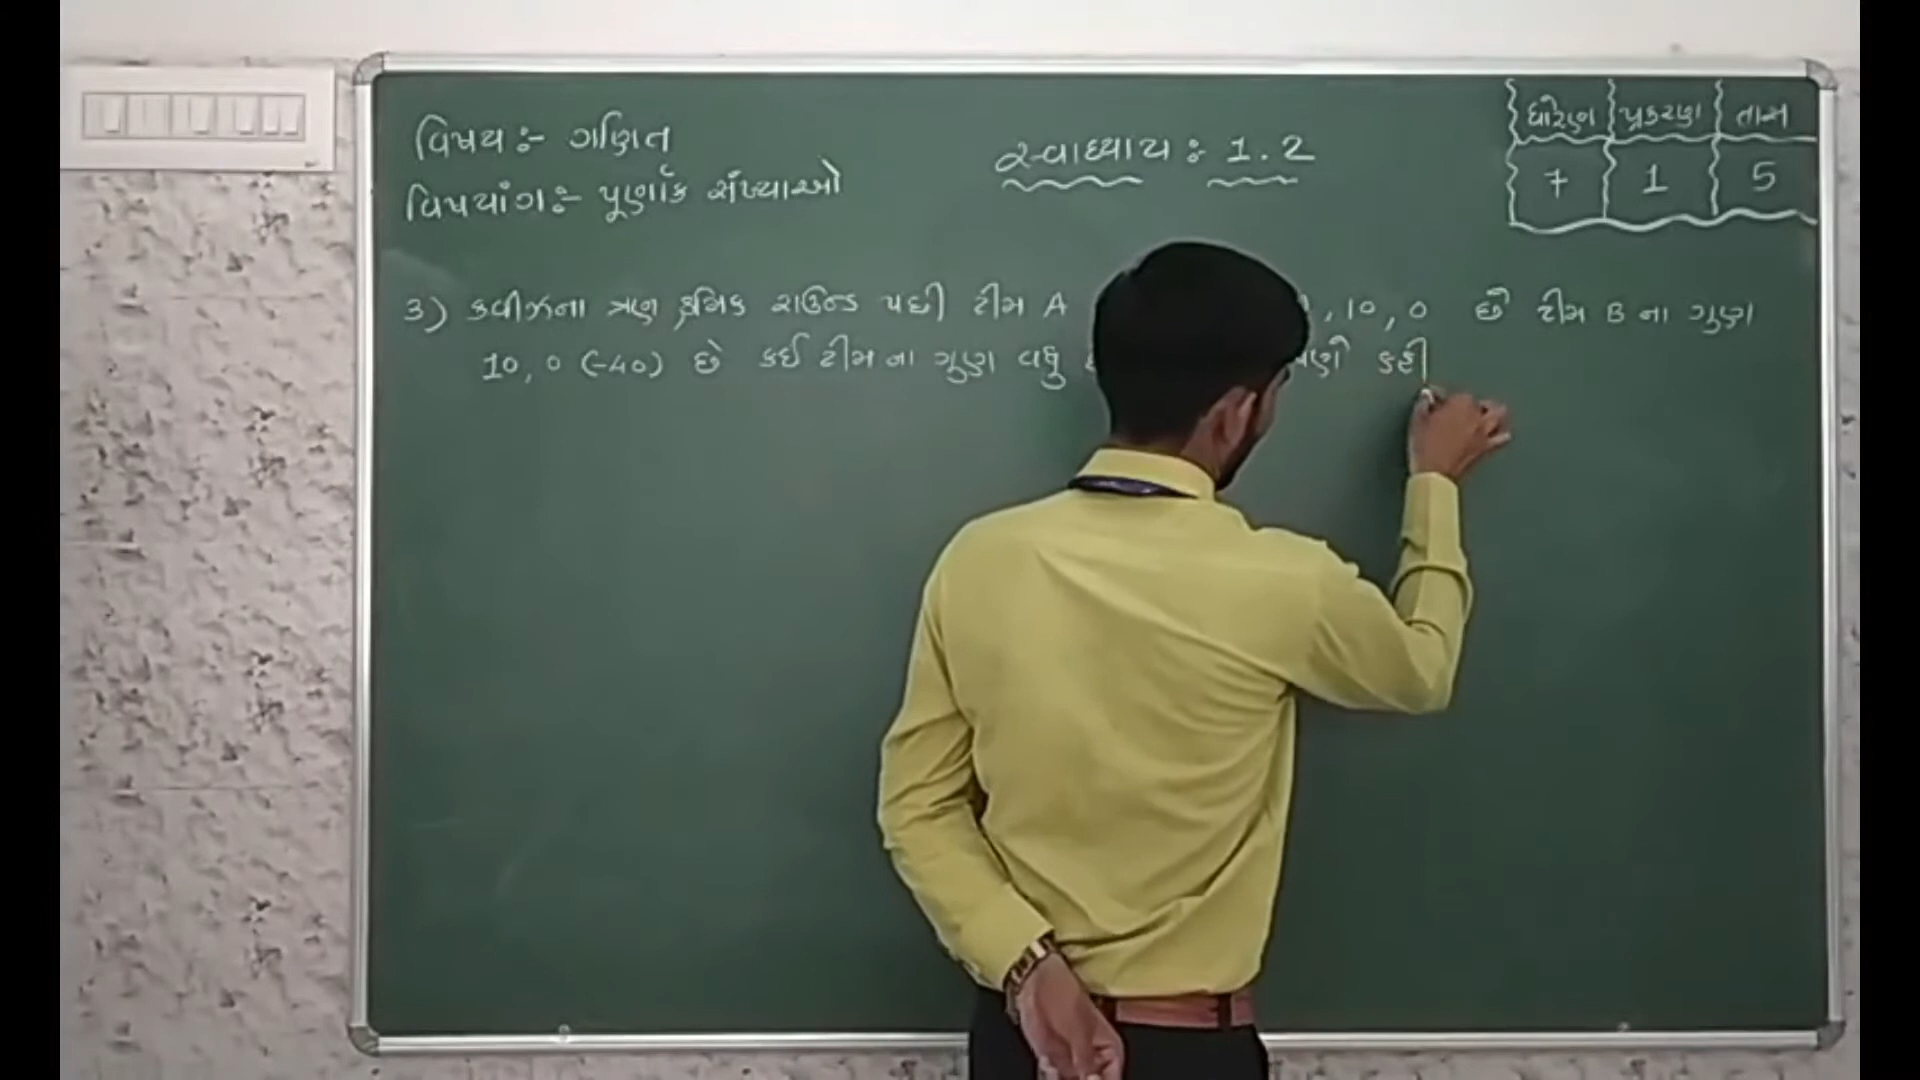 વિષય :- ગણિત
વિષયાંગ :- પૂર્ણાંક સંખ્યાઓ
સ્વાધ્યાય : 1.2
ધોરણ પ્રકરણ તાસ
7 1 5
3) કવીઝના ત્રણ ક્રમિક રાઉન્ડ પછી ટીમ A , 10, 0 છે ટીમ B ના ગુણ
10, 0 (-40) છે કઈ ટીમ ના ગુણ વધુ કહી